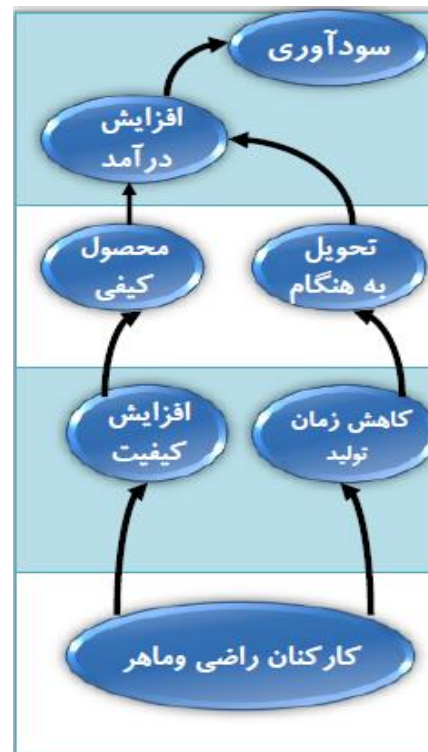 سودآوری
افزایش
درآمد
محصول
کیفی
تحویل
به هنگام
افزایش
کیفیت
کاهش زمان
تولید
کارکنان راضی وماهر